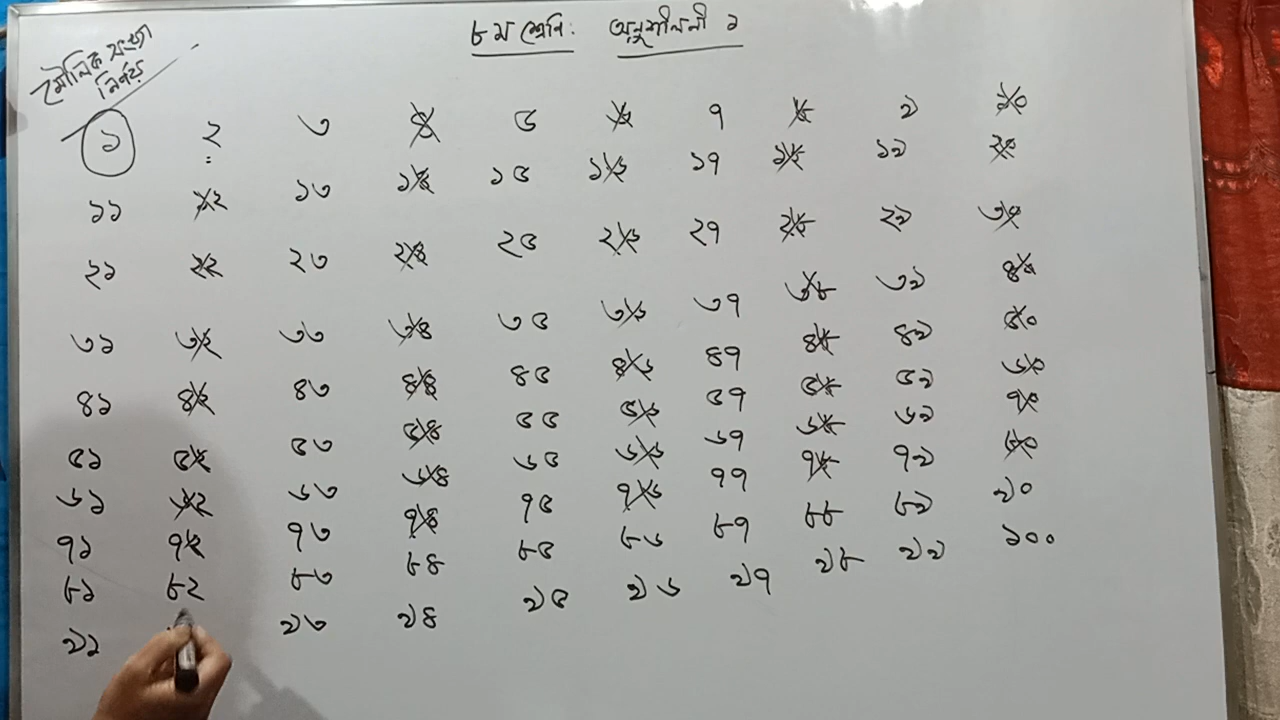 মৌলিক সংখ্যা
নির্ণয়
৮ম শ্রেণি: অনুশীলনী ১
১ ২ ৩ ৪ ৫ ৬ ৭ ৮ ৯ ১০
১১ ১২ ১৩ ১৪ ১৫ ১৬ ১৭ ১৮ ১৯ ২০
২১ ২২ ২৩ ২৪ ২৫ ২৬ ২৭ ২৮ ২৯ ৩০
৩১ ৩২ ৩৩ ৩৪ ৩৫ ৩৬ ৩৭ ৩৮ ৩৯ ৪০
৪১ ৪২ ৪৩ ৪৪ ৪৫ ৪৬ ৪৭ ৪৮ ৪৯ ৫০
৫১ ৫২ ৫৩ ৫৪ ৫৫ ৫৬ ৫৭ ৫৮ ৫৯ ৬০
৬১ ৬২ ৬৩ ৬৪ ৬৫ ৬৬ ৬৭ ৬৮ ৬৯ ৭০
৭১ ৭২ ৭৩ ৭৪ ৭৫ ৭৬ ৭৭ ৭৮ ৭৯ ৮০
৮১ ৮২ ৮৩ ৮৪ ৮৫ ৮৬ ৮৭ ৮৮ ৮৯ ৯০
৯১ ৯৩ ৯৪ ৯৫ ৯৬ ৯৭ ৯৮ ৯৯ ১০০